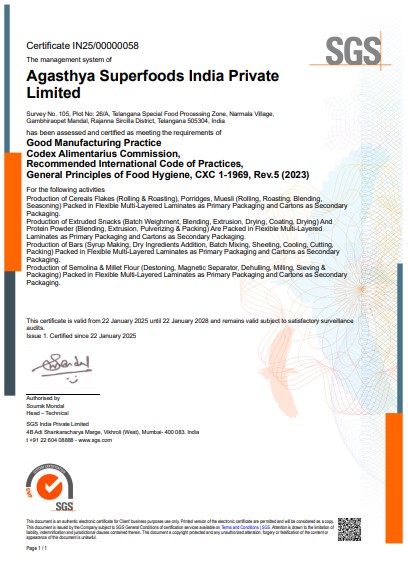 Certificate IN25/00000058
SGS
The management system of
Agasthya Superfoods India Private
Limited
Survey No. 105, Plot No: 26/A, Telangana Special Food Processing Zone, Narmala Village,
Gambhiraopet Mandal, Rajanna Sircilla District, Telangana 505304, India
has been assessed and certified as meeting the requirements of
Good Manufacturing Practice
Codex Alimentarius Commission,
Recommended International Code of Practices,
General Principles of Food Hygiene, CXC 1-1969, Rev.5 (2023)
For the following activities
Production of Cereals Flakes (Rolling & Roasting), Porridges, Muesli (Rolling, Roasting, Blending,
Seasoning) Packed in Flexible Multi-Layered Laminates as Primary Packaging and Cartons as Secondary
Packaging.
Production of Extruded Snacks (Batch Weighment, Blending, Extrusion, Drying, Coating, Drying) And
Protein Powder (Blending, Extrusion, Pulverizing & Packing) Are Packed in Flexible Multi-Layered
Laminates as Primary Packaging and Cartons as Secondary Packaging.
Production of Bars (Syrup Making, Dry Ingredients Addition, Batch Mixing, Sheeting, Cooling, Cutting,
Packing) Packed in Flexible Multi-Layered Laminates as Primary Packaging and Cartons as Secondary
Packaging.
Production of Semolina & Millet Flour (Destoning, Magnetic Separator, Dehulling, Milling, Sieving &
Packaging) Packed in Flexible Multi-Layered Laminates as Primary Packaging and Cartons as Secondary
Packaging.
This certificate is valid from 22 January 2025 until 22 January 2028 and remains valid subject to satisfactory surveillance
audits.
Issue 1. Certified since 22 January 2025
Authorised by
Soumik Mondal
Head – Technical
SGS India Private Limited
4B Adi Shankaracharya Marge, Vikhroli (West), Mumbai- 400 083. India
t +91 22 604 08888 - www.sgs.com
SGS
This document is an authentic electronic certificate for Client business purposes use only. Printed version of the electronic certificate are permitted and will be considered as a copy.
This document is issued by the Company subject to SGS General Conditions of certification services available on Terms and Conditions | SGS. Attention is drawn to the limitation of
liability, indemnification and jurisdictional clauses contained therein. This document is copyright protected and any unauthorized alteration, forgery or falsification of the content or
appearance of this document is unlawful.
Page 1 / 1